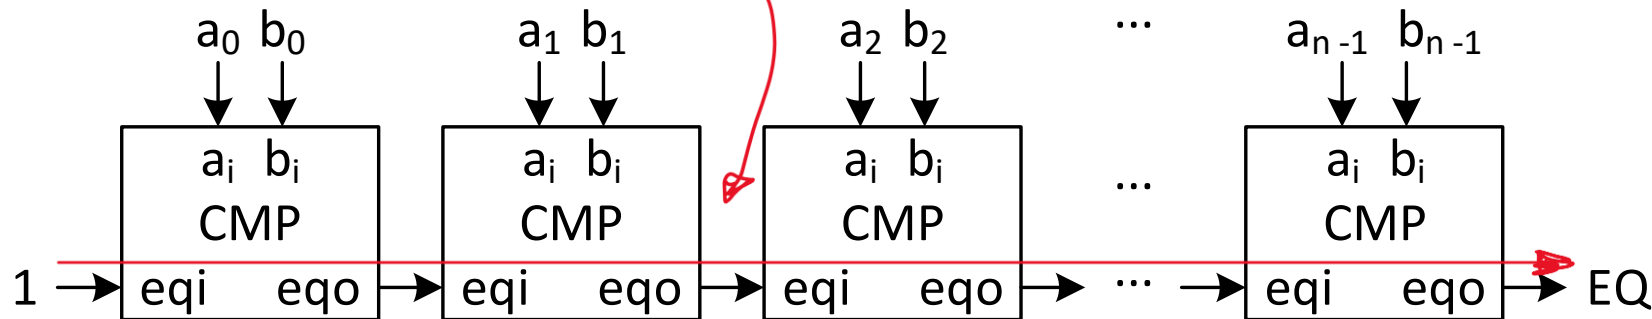 a0 b0 a1 b1 a2 b2 ... an-1 bn-1
ai bi ai bi ai bi ... ai bi
CMP CMP CMP CMP
1 eqi eqo eqi eqo eqi eqo ... eqi eqo EQ